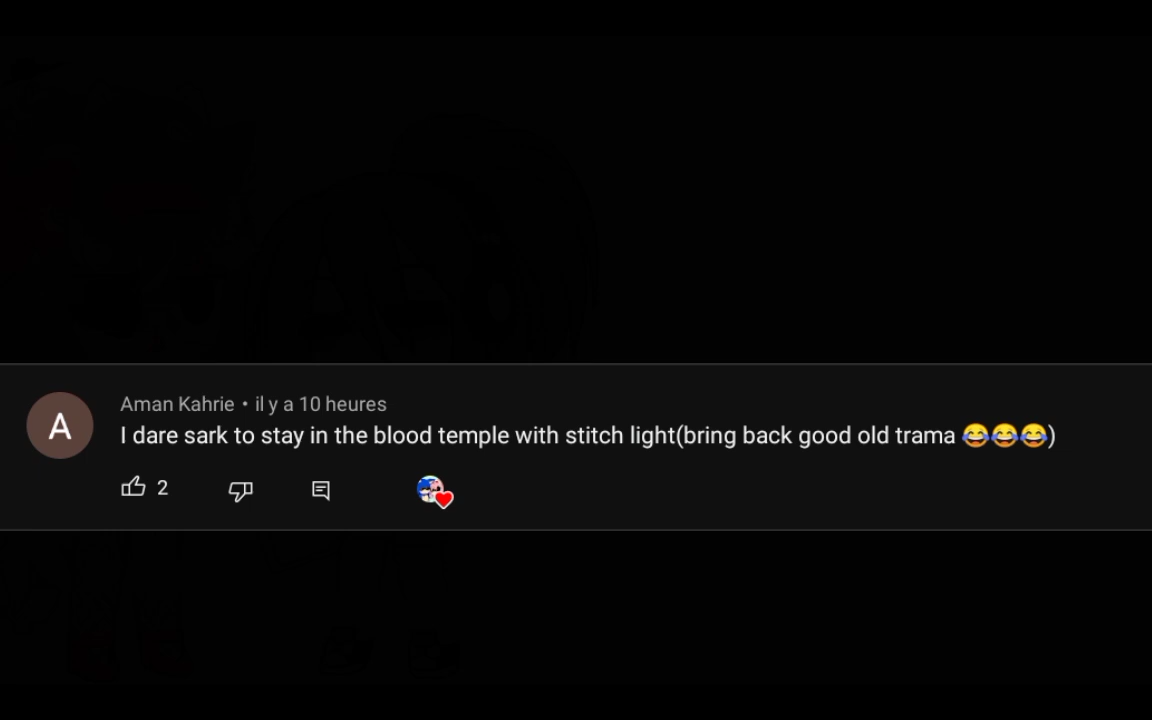 A
Aman Kahrie • il y a 10 heures
I dare sark to stay in the blood temple with stitch light(bring back good old trama 😂😂😂)
2